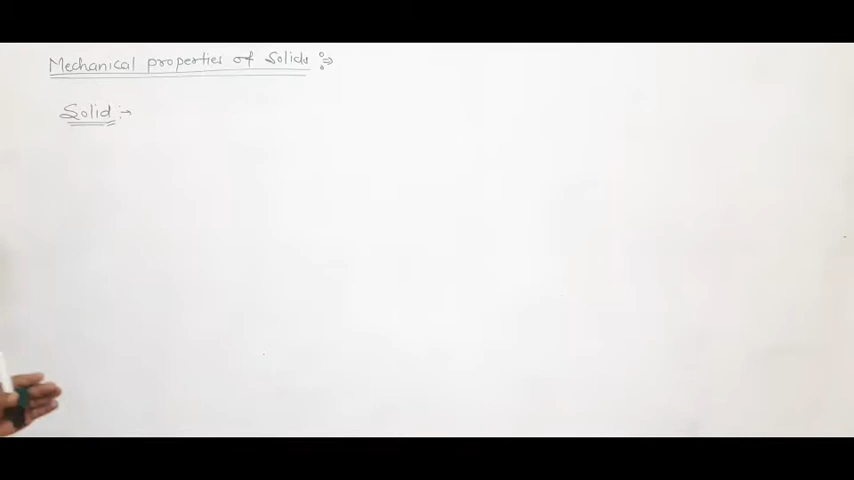 Mechanical properties of Solids :⇒
Solid :→